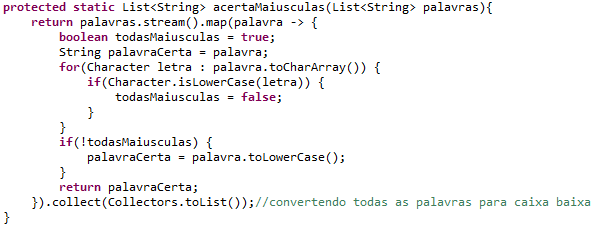 protected static List<String> acertaMaiusculas(List<String> palavras){
    return palavras.stream().map(palavra -> {
        boolean todasMaiusculas = true;
        String palavraCerta = palavra;
        for(Character letra : palavra.toCharArray()) {
            if(Character.isLowerCase(letra)) {
                todasMaiusculas = false;
            }
        }
        if(!todasMaiusculas) {
            palavraCerta = palavra.toLowerCase();
        }
        return palavraCerta;
    }).collect(Collectors.toList());//convertendo todas as palavras para caixa baixa
}